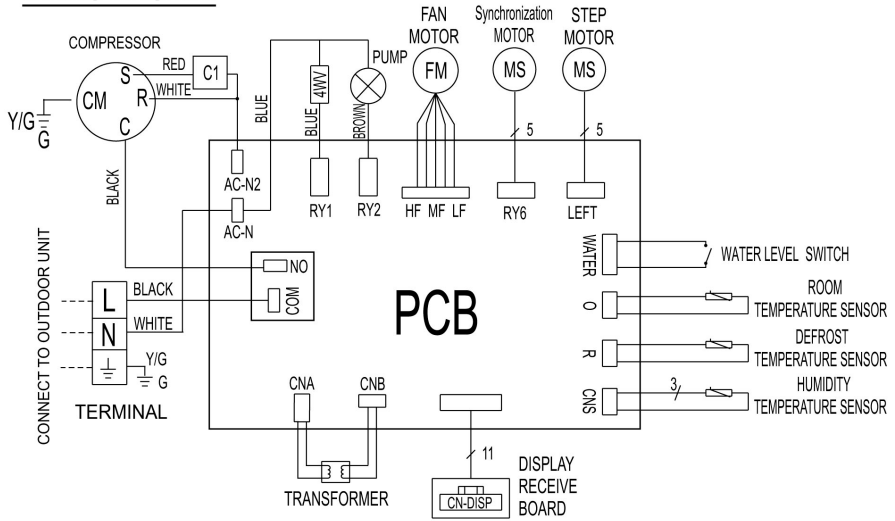 FAN
MOTOR
Synchronization
MOTOR
STEP
MOTOR
COMPRESSOR
PUMP
RED
C1
WHITE
S
R
CM
C
Y/G
G
BLUE
4WV
BLUE
BROWN
FM
MS
MS
5
5
BLACK
AC-N2
AC-N
RY1
RY2
HF MF LF
RY6
LEFT
WATER
WATER LEVEL SWITCH
NO
COM
PCB
O
ROOM
TEMPERATURE SENSOR
R
DEFROST
TEMPERATURE SENSOR
CNS
3
HUMIDITY
TEMPERATURE SENSOR
CONNECT TO OUTDOOR UNIT
L
BLACK
N
WHITE
Y/G
G
TERMINAL
CNA
CNB
TRANSFORMER
11
CN-DISP
DISPLAY
RECEIVE
BOARD